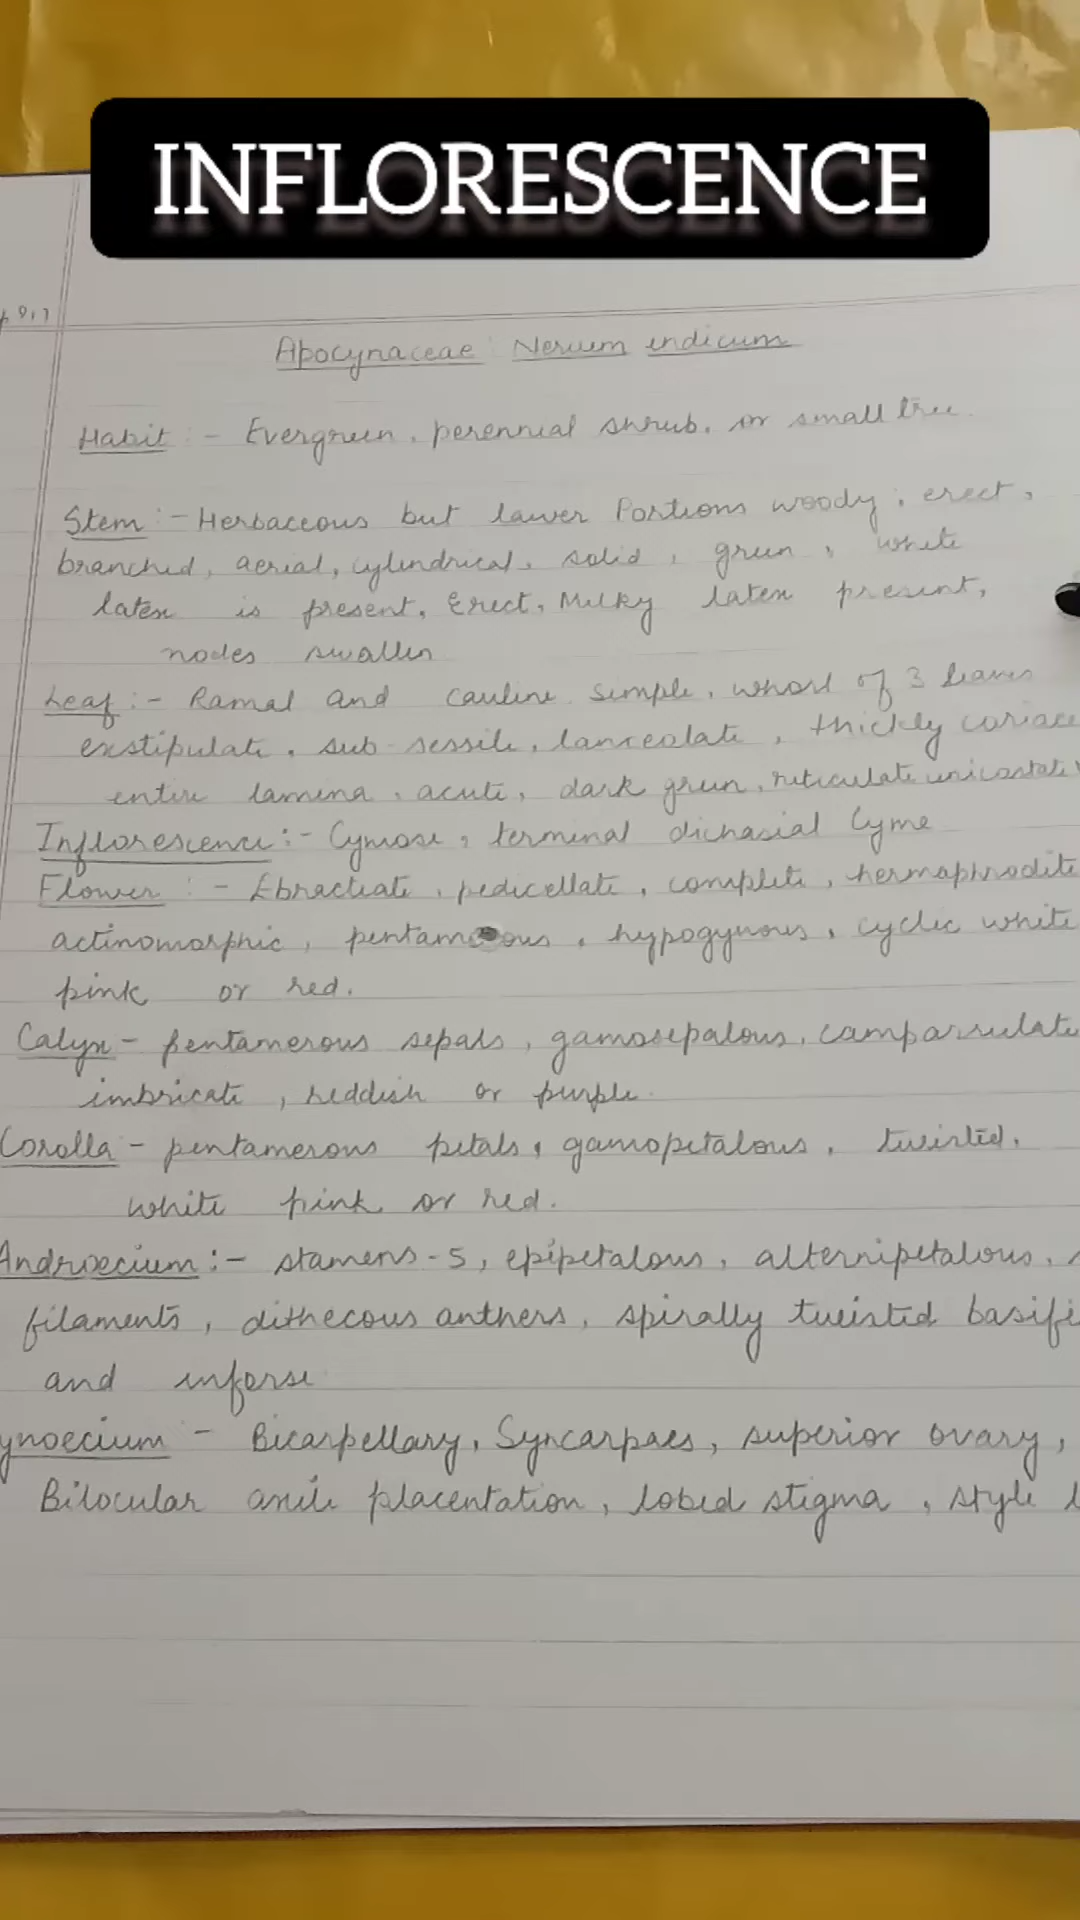 INFLORESCENCE
Apocynaceae: Nerium indicum
Habit :- Evergreen, perennial shrub, or small tree.
Stem :- Herbaceous but lower Portions woody, erect,
branched, aerial, cylindrical, solid, green, white
latex is present, Erect, Milky latex present,
nodes swollen
Leaf :- Ramal and cauline simple, whorl of 3 leaves
exstipulate, sub-sessile, lanceolate, thickly coriace
entire lamina, acute, dark green, reticulate unicostate
Inflorescence :- Cymose, terminal dichasial Cyme
Flower :- Ebracteate, pedicellate, complete, hermaphrodite
actinomorphic, pentamerous, hypogynous, cyclic white
pink or red.
Calyx - pentamerous sepals, gamosepalous, campanulate
imbricate, reddish or purple.
Corolla - pentamerous petals, gamopetalous, twisted,
white pink or red.
Androecium :- stamens - 5, epipetalous, alternipetalous,
filaments, dithecous anthers, spirally twisted basifi
and inforse
ynoecium - Bicarpellary, Syncarpaes, superior ovary,
Bilocular axile placentation, lobed stigma, style